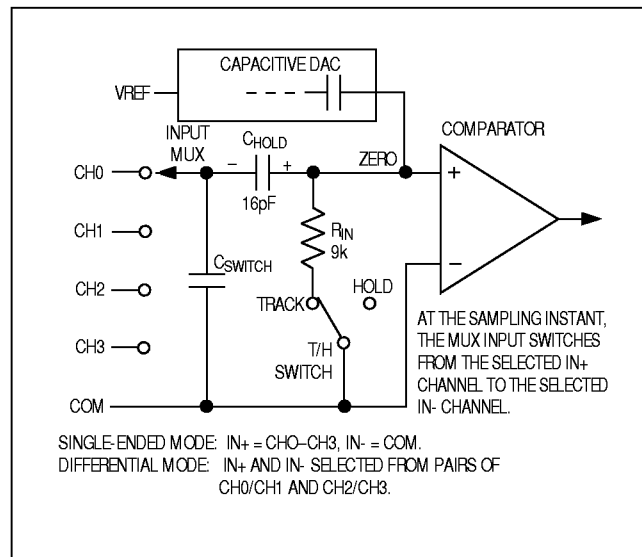 CAPACITIVE DAC
VREF
COMPARATOR
INPUT
MUX
CHOLD
ZERO
CH0
–
+
+
16pF
RIN
9k
CH1
CSWITCH
–
HOLD
CH2
TRACK
AT THE SAMPLING INSTANT,
THE MUX INPUT SWITCHES
FROM THE SELECTED IN+
CHANNEL TO THE SELECTED
IN- CHANNEL.
CH3
T/H
SWITCH
COM
SINGLE-ENDED MODE: IN+ = CHO–CH3, IN- = COM.
DIFFERENTIAL MODE: IN+ AND IN- SELECTED FROM PAIRS OF
CH0/CH1 AND CH2/CH3.